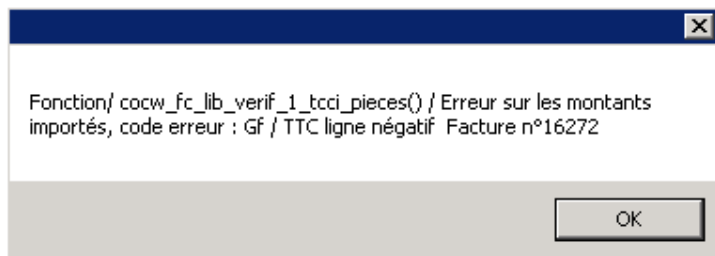 Fonction/ cocw_fc_lib_verif_1_tcci_pieces() / Erreur sur les montants
importés, code erreur : Gf / TTC ligne négatif  Facture n°16272
OK